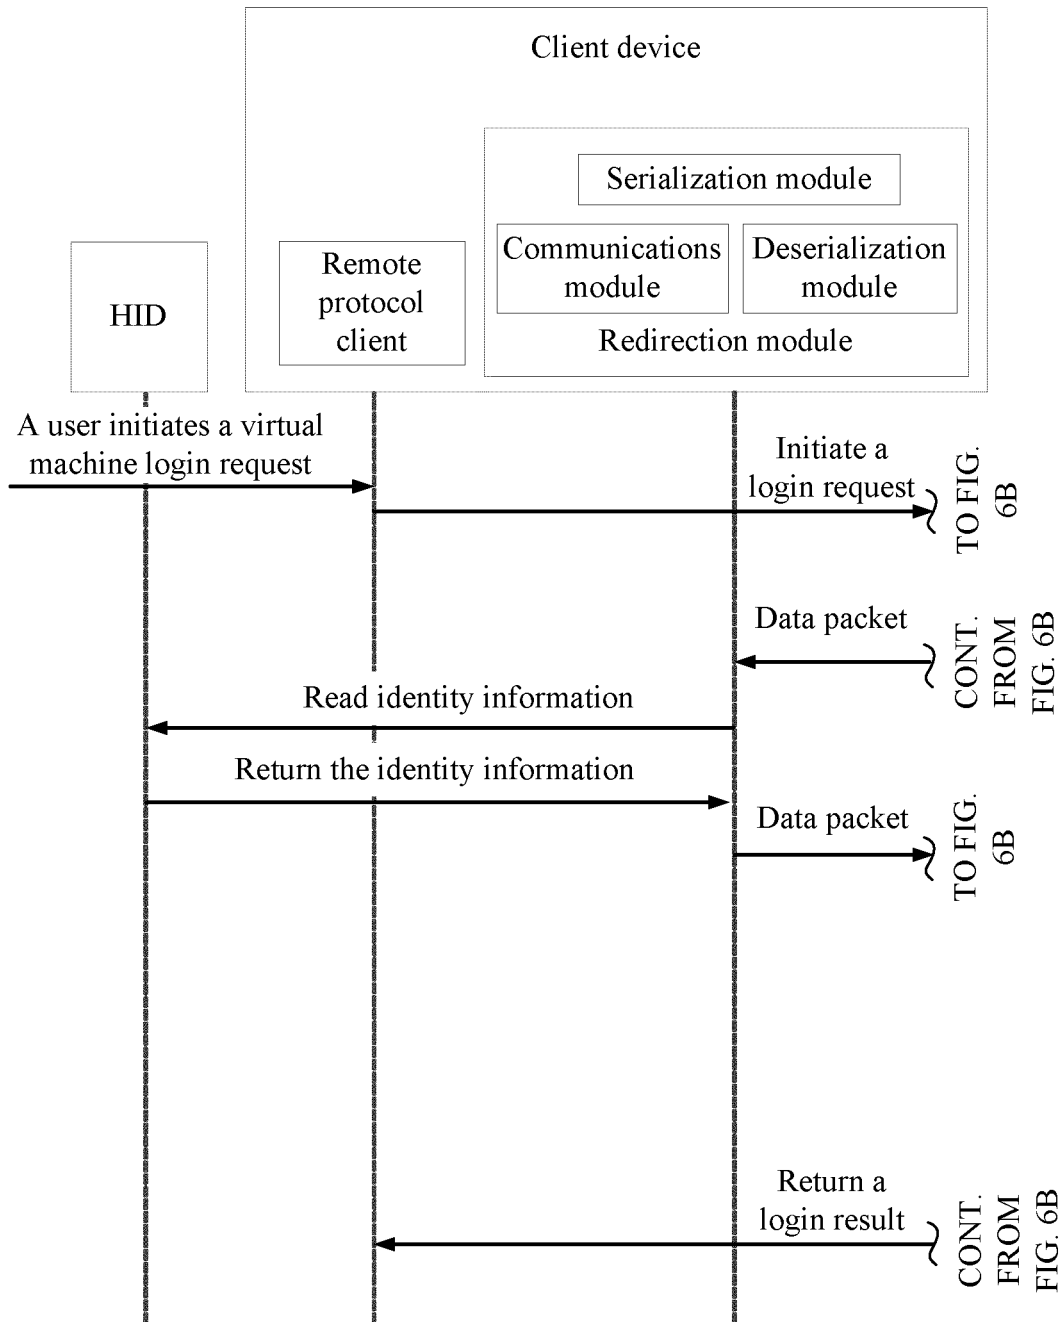 Client device
Serialization module
Communications
module
Deserialization
module
Redirection module
HID
Remote
protocol
client
A user initiates a virtual
machine login request
Initiate a
login request
TO FIG.
6B
Data packet
CONT.
FROM
FIG. 6B
Read identity information
Return the identity information
Data packet
TO FIG.
6B
Return a
login result
CONT.
FROM
FIG. 6B